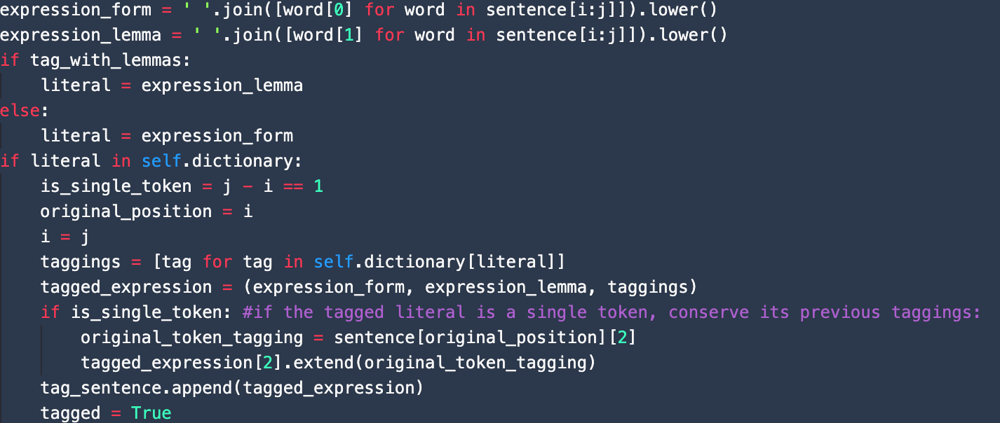 expression_form = ' '.join([word[0] for word in sentence[i:j]]).lower()
expression_lemma = ' '.join([word[1] for word in sentence[i:j]]).lower()
if tag_with_lemmas:
    literal = expression_lemma
else:
    literal = expression_form
if literal in self.dictionary:
    is_single_token = j - i == 1
    original_position = i
    i = j
    taggings = [tag for tag in self.dictionary[literal]]
    tagged_expression = (expression_form, expression_lemma, taggings)
    if is_single_token: #if the tagged literal is a single token, conserve its previous taggings:
        original_token_tagging = sentence[original_position][2]
        tagged_expression[2].extend(original_token_tagging)
    tag_sentence.append(tagged_expression)
    tagged = True